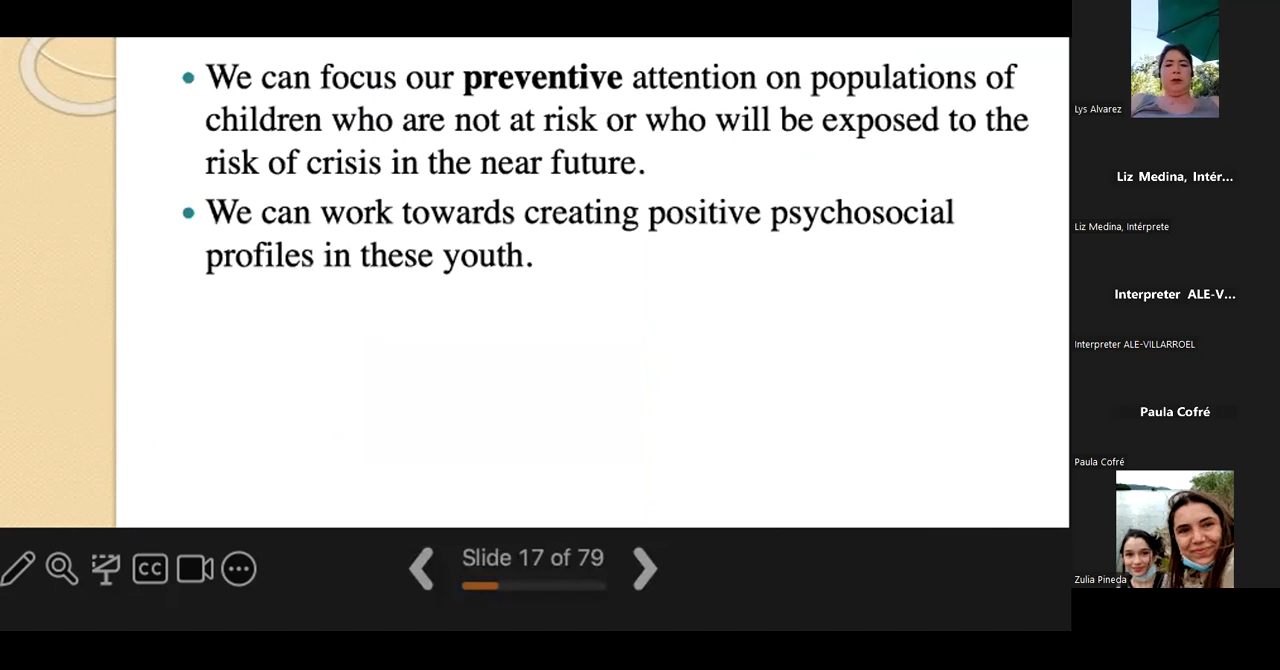 • We can focus our preventive attention on populations of
children who are not at risk or who will be exposed to the
risk of crisis in the near future.
• We can work towards creating positive psychosocial
profiles in these youth.
CC
Slide 17 of 79
Lys Alvarez
Liz Medina, Intér...
Liz Medina, Intérprete
Interpreter ALE-V...
Interpreter ALE-VILLARROEL
Paula Cofré
Paula Cofré
Zulia Pineda